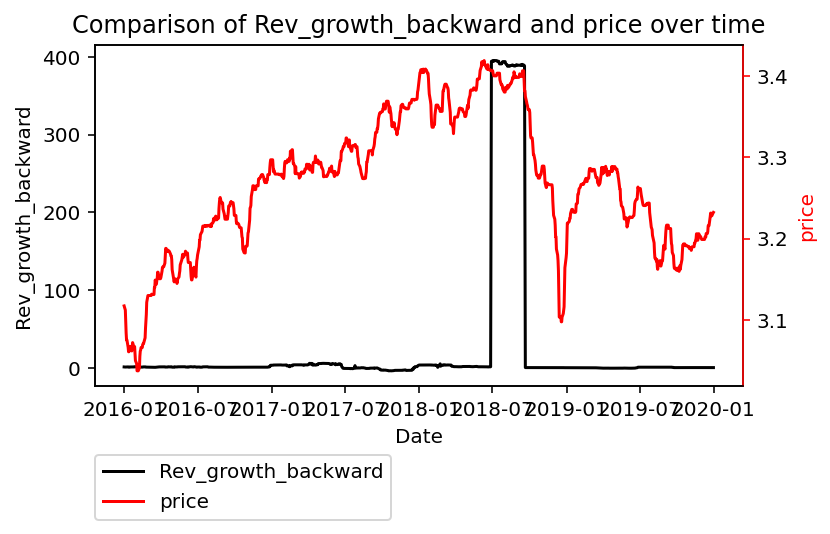 Comparison of Rev_growth_backward and price over time
400
300
200
100
0
Rev_growth_backward
3.4
3.3
3.2
3.1
price
2016-01 2016-07 2017-01 2017-07 2018-01 2018-07 2019-01 2019-07 2020-01
Date
Rev_growth_backward
price